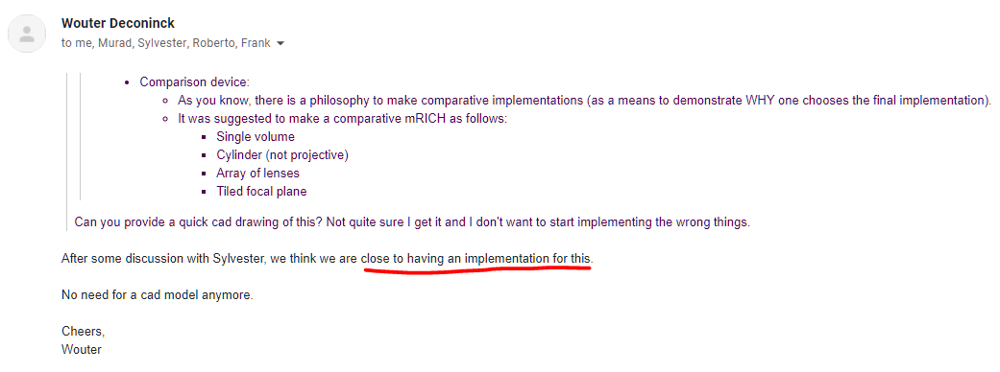 Wouter Deconinck
to me, Murad, Sylvester, Roberto, Frank
• Comparison device:
○ As you know, there is a philosophy to make comparative implementations (as a means to demonstrate WHY one chooses the final implementation).
○ It was suggested to make a comparative mRICH as follows:
▪ Single volume
▪ Cylinder (not projective)
▪ Array of lenses
▪ Tiled focal plane
Can you provide a quick cad drawing of this? Not quite sure I get it and I don't want to start implementing the wrong things.
After some discussion with Sylvester, we think we are close to having an implementation for this.
No need for a cad model anymore.
Cheers,
Wouter